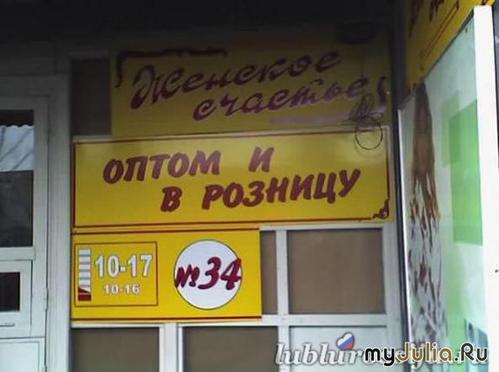 Женское
счастье
ОПТОМ И
В РОЗНИЦУ
10-17
10-16
№34
myJulia.Ru